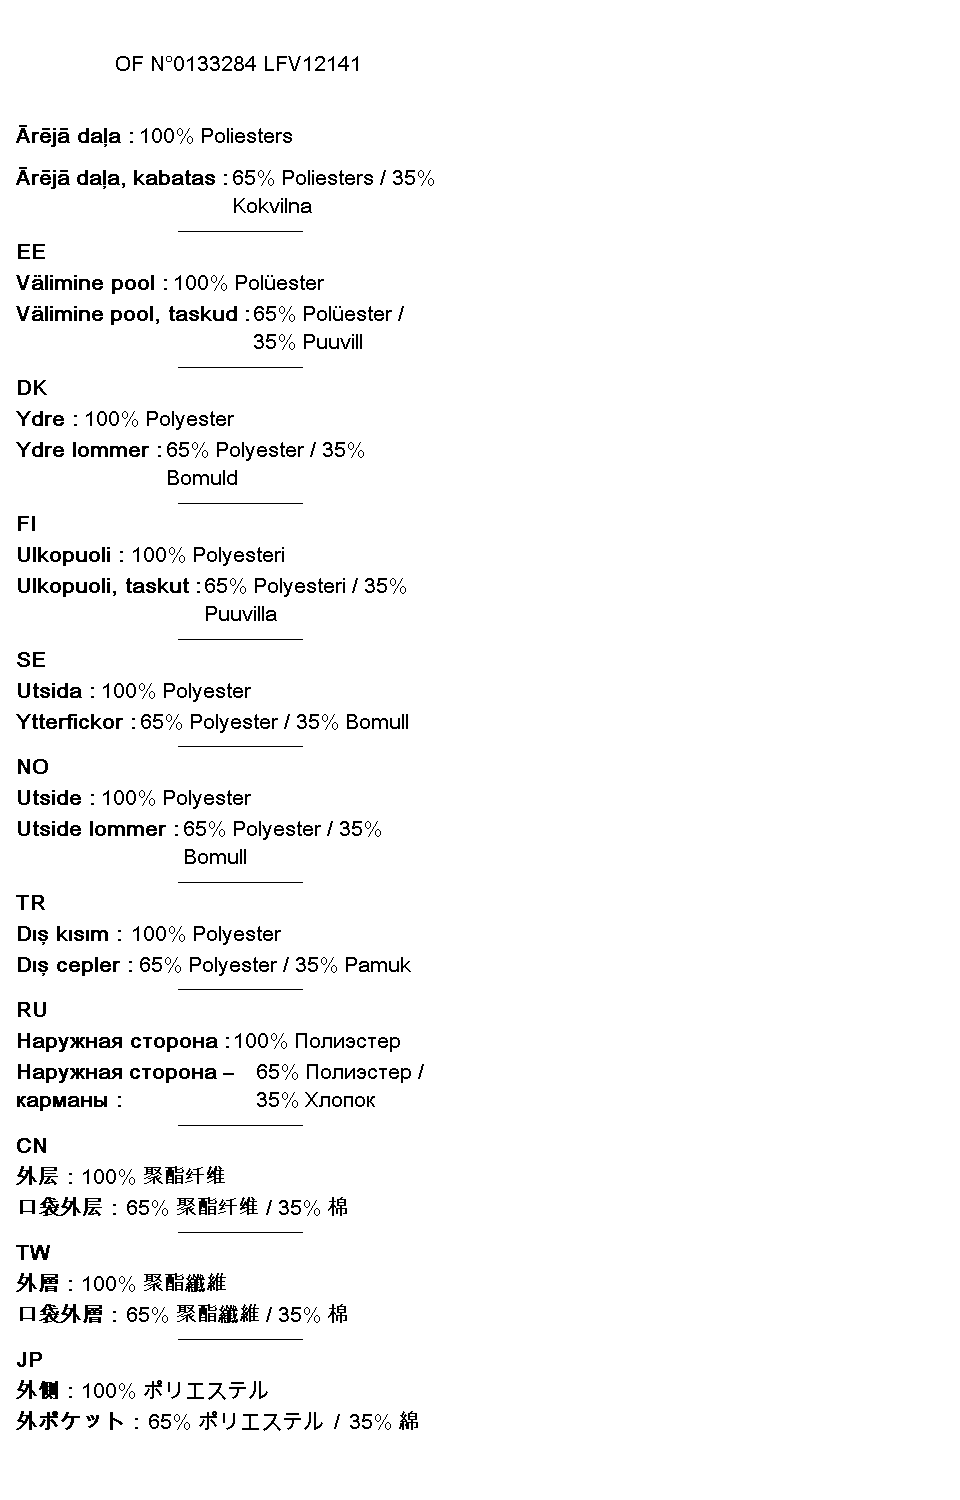 OF N°0133284 LFV12141
Ārējā daļa : 100% Poliesters
Ārējā daļa, kabatas : 65% Poliesters / 35%
Kokvilna
EE
Välimine pool : 100% Polüester
Välimine pool, taskud : 65% Polüester /
35% Puuvill
DK
Ydre : 100% Polyester
Ydre lommer : 65% Polyester / 35%
Bomuld
FI
Ulkopuoli : 100% Polyesteri
Ulkopuoli, taskut : 65% Polyesteri / 35%
Puuvilla
SE
Utsida : 100% Polyester
Ytterfickor : 65% Polyester / 35% Bomull
NO
Utside : 100% Polyester
Utside lommer : 65% Polyester / 35%
Bomull
TR
Dış kısım : 100% Polyester
Dış cepler : 65% Polyester / 35% Pamuk
RU
Наружная сторона : 100% Полиэстер
Наружная сторона – 65% Полиэстер /
карманы : 35% Хлопок
CN
外层 : 100% 聚酯纤维
口袋外层 : 65% 聚酯纤维 / 35% 棉
TW
外層 : 100% 聚酯纖維
口袋外層 : 65% 聚酯纖維 / 35% 棉
JP
外側 : 100% ポリエステル
外ポケット : 65% ポリエステル / 35% 綿